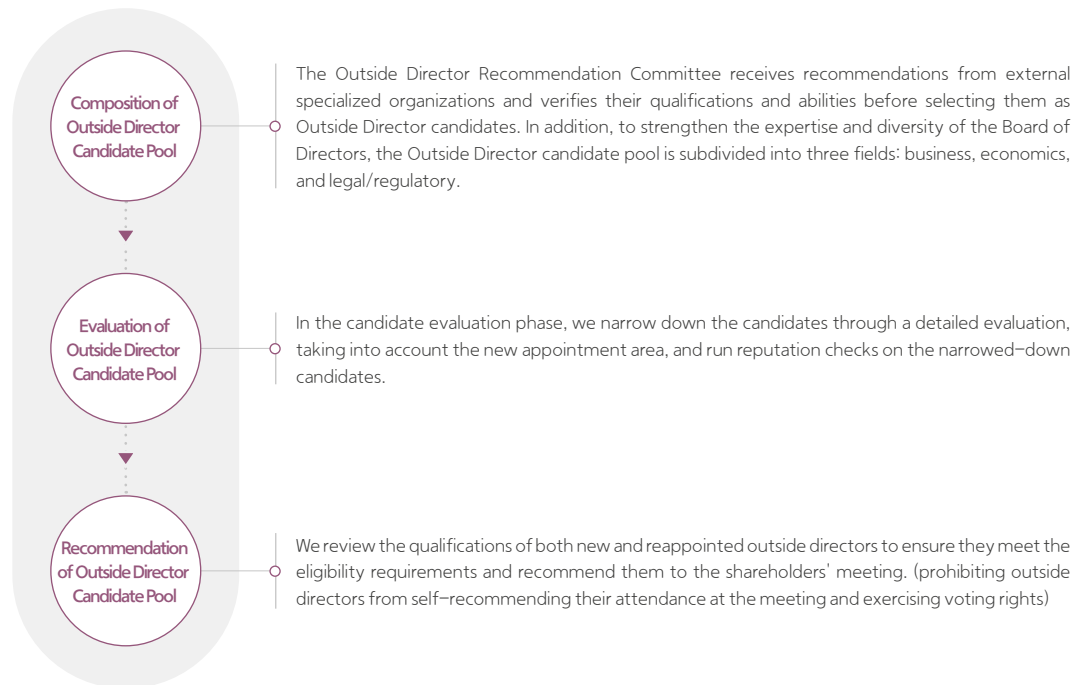 Composition of
Outside Director
Candidate Pool
The Outside Director Recommendation Committee receives recommendations from external
specialized organizations and verifies their qualifications and abilities before selecting them as
Outside Director candidates. In addition, to strengthen the expertise and diversity of the Board of
Directors, the Outside Director candidate pool is subdivided into three fields: business, economics,
and legal/regulatory.
Evaluation of
Outside Director
Candidate Pool
In the candidate evaluation phase, we narrow down the candidates through a detailed evaluation,
taking into account the new appointment area, and run reputation checks on the narrowed-down
candidates.
Recommendation
of Outside Director
Candidate Pool
We review the qualifications of both new and reappointed outside directors to ensure they meet the
eligibility requirements and recommend them to the shareholders' meeting. (prohibiting outside
directors from self-recommending their attendance at the meeting and exercising voting rights)